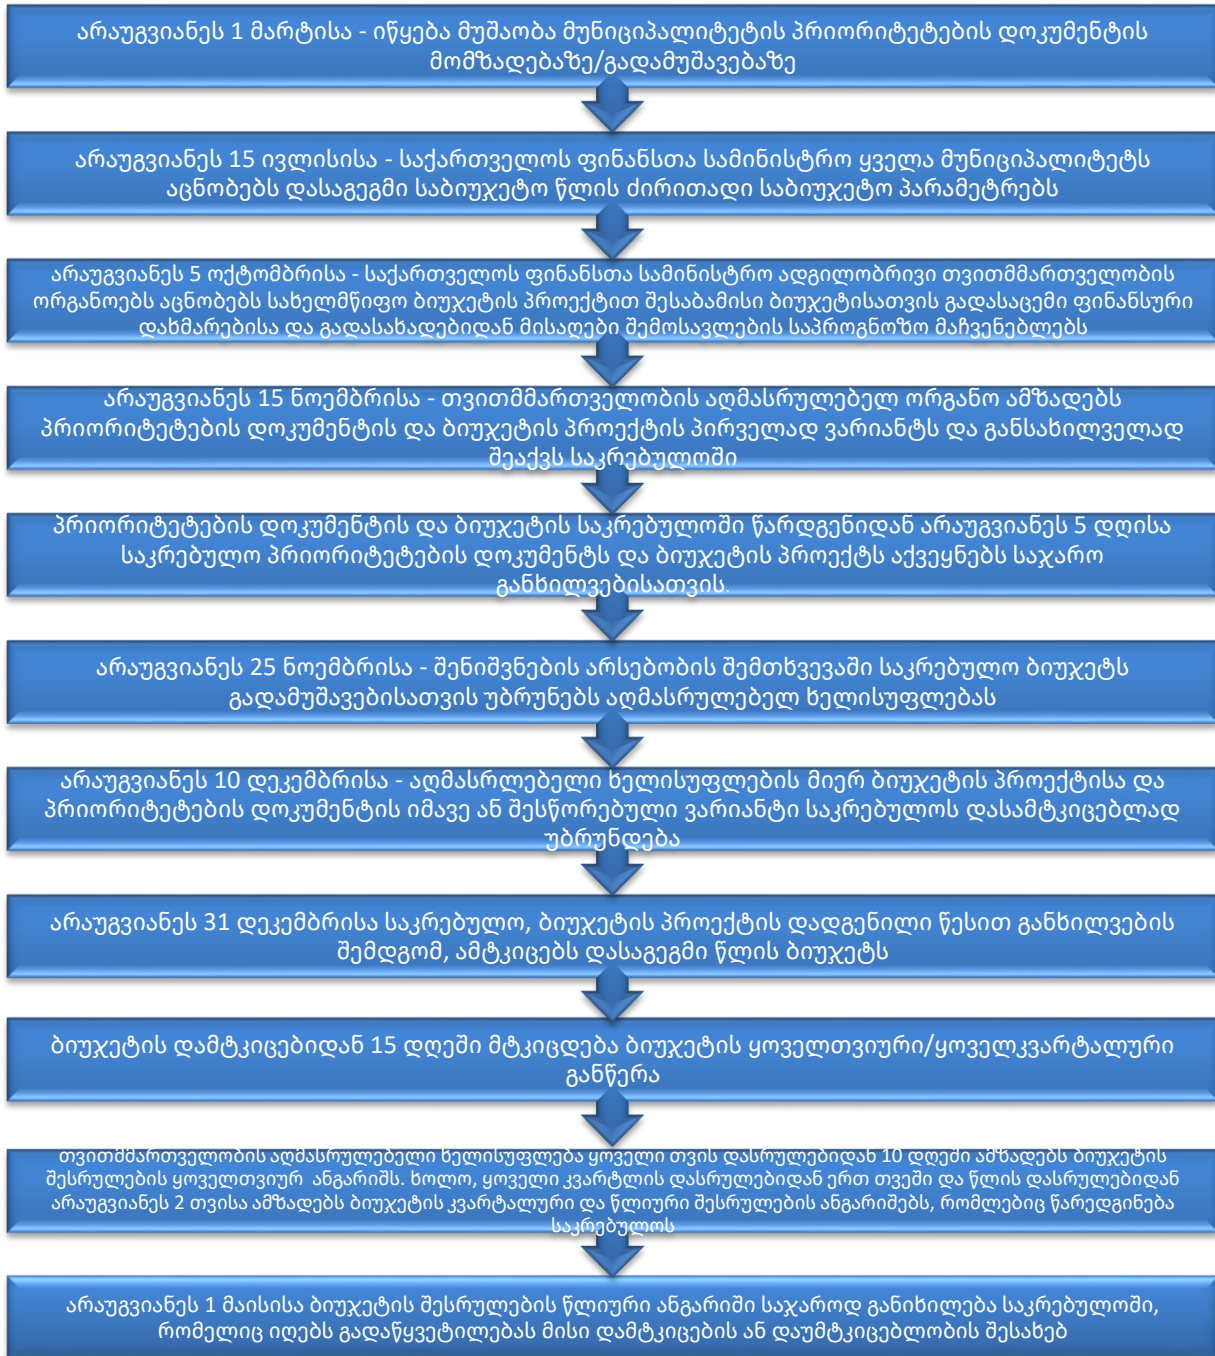 არაუგვიანეს 1 მარტისა - იწყება მუშაობა მუნიციპალიტეტის პრიორიტეტების დოკუმენტის
მომზადებაზე/გადამუშავებაზე
არაუგვიანეს 15 ივლისისა - საქართველოს ფინანსთა სამინისტრო ყველა მუნიციპალიტეტს
აცნობებს დასაგეგმი საბიუჯეტო წლის ძირითადი საბიუჯეტო პარამეტრებს
არაუგვიანეს 5 ოქტომბრისა - საქართველოს ფინანსთა სამინისტრო ადგილობრივი თვითმმართველობის
ორგანოებს აცნობებს სახელმწიფო ბიუჯეტის პროექტით შესაბამისი ბიუჯეტისათვის გადასაცემი ფინანსური
დახმარებისა და გადასახადებიდან მისაღები შემოსავლების საპროგნოზო მაჩვენებლებს
არაუგვიანეს 15 ნოემბრისა - თვითმმართველობის აღმასრულებელ ორგანო ამზადებს
პრიორიტეტების დოკუმენტის და ბიუჯეტის პროექტის პირველად ვარიანტს და განსახილველად
შეაქვს საკრებულოში
პრიორიტეტების დოკუმენტის და ბიუჯეტის საკრებულოში წარდგენიდან არაუგვიანეს 5 დღისა
საკრებულო პრიორიტეტების დოკუმენტს და ბიუჯეტის პროექტს აქვეყნებს საჯარო
განხილვებისათვის.
არაუგვიანეს 25 ნოემბრისა - შენიშვნების არსებობის შემთხვევაში საკრებულო ბიუჯეტს
გადამუშავებისათვის უბრუნებს აღმასრულებელ ხელისუფლებას
არაუგვიანეს 10 დეკემბრისა - აღმასრლებელი ხელისუფლების მიერ ბიუჯეტის პროექტისა და
პრიორიტეტების დოკუმენტის იმავე ან შესწორებული ვარიანტი საკრებულოს დასამტკიცებლად
უბრუნდება
არაუგვიანეს 31 დეკემბრისა საკრებულო, ბიუჯეტის პროექტის დადგენილი წესით განხილვების
შემდგომ, ამტკიცებს დასაგეგმი წლის ბიუჯეტს
ბიუჯეტის დამტკიცებიდან 15 დღეში მტკიცდება ბიუჯეტის ყოველთვიური/ყოველკვარტალური
განწერა
თვითმმართველობის აღმასრულებელი ხელისუფლება ყოველი თვის დასრულებიდან 10 დღეში ამზადებს ბიუჯეტის
შესრულების ყოველთვიურ ანგარიშს. ხოლო, ყოველი კვარტლის დასრულებიდან ერთ თვეში და წლის დასრულებიდან
არაუგვიანეს 2 თვისა ამზადებს ბიუჯეტის კვარტალური და წლიური შესრულების ანგარიშებს, რომლებიც წარედგინება
საკრებულოს
არაუგვიანეს 1 მაისისა ბიუჯეტის შესრულების წლიური ანგარიში საჯაროდ განიხილება საკრებულოში,
რომელიც იღებს გადაწყვეტილებას მისი დამტკიცების ან დაუმტკიცებლობის შესახებ